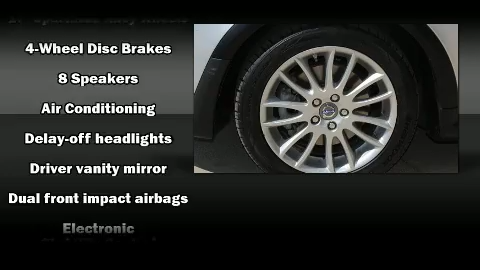 4-Wheel Disc Brakes
8 Speakers
Air Conditioning
Delay-off headlights
Driver vanity mirror
Dual front impact airbags
Electronic